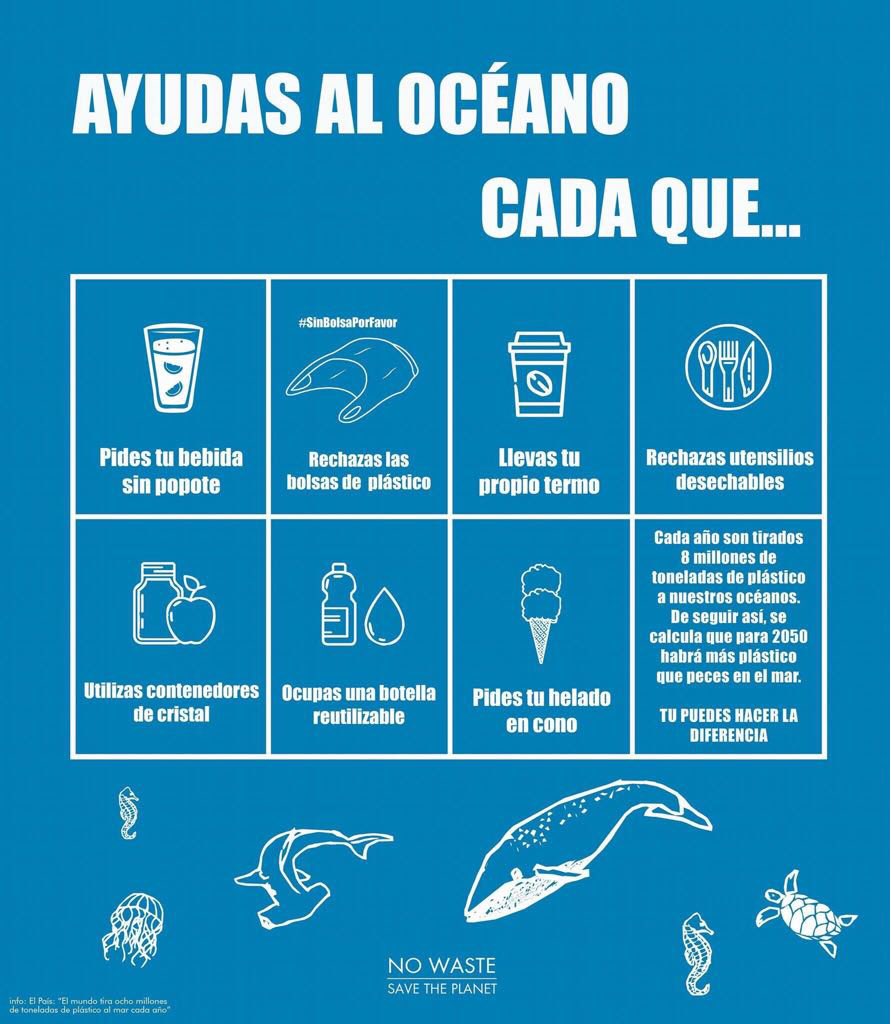 AYUDAS AL OCÉANO
CADA QUE...
Pides tu bebida
sin popote
#SinBolsaPorFavor
Rechazas las
bolsas de plástico
Llevas tu
propio termo
Rechazas utensilios
desechables
Utilizas contenedores
de cristal
Ocupas una botella
reutilizable
Pides tu helado
en cono
Cada año son tirados
8 millones de
toneladas de plástico
a nuestros océanos.
De seguir así, se
calcula que para 2050
habrá más plástico
que peces en el mar.
TU PUEDES HACER LA
DIFERENCIA
NO WASTE
SAVE THE PLANET
info: El País: "El mundo tira ocho millones
de toneladas de plástico al mar cada año"